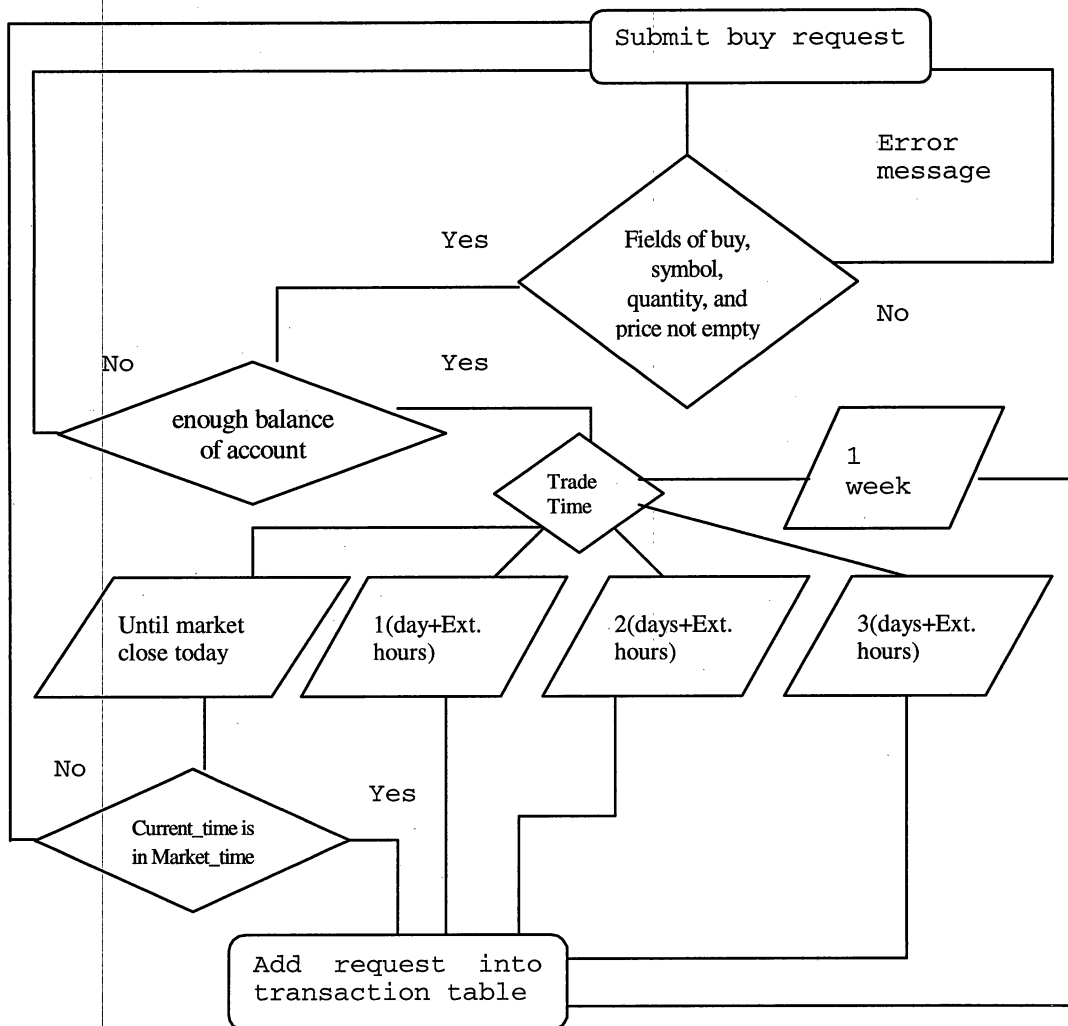 Submit buy request
Error
message
Yes
Fields of buy,
symbol,
quantity, and
price not empty
No
No
Yes
enough balance
of account
Trade
Time
1
week
Until market
close today
1(day+Ext.
hours)
2(days+Ext.
hours)
3(days+Ext.
hours)
No
Yes
Current_time is
in Market_time
Add request into
transaction table